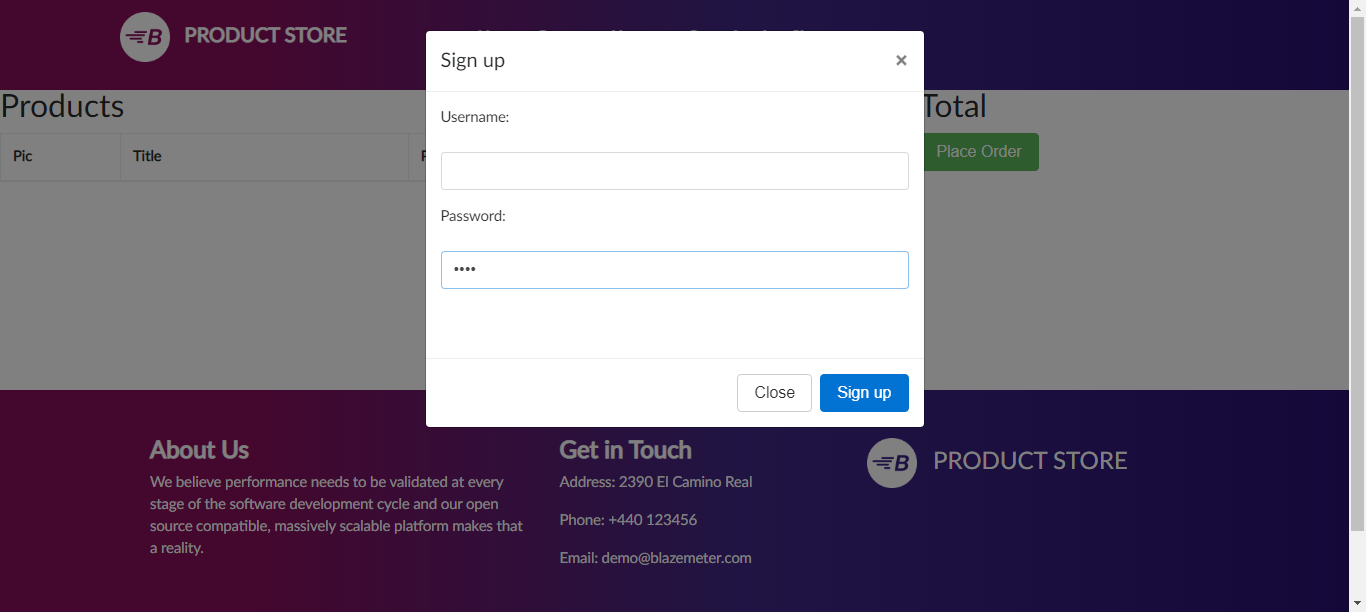 PRODUCT STORE
Sign up
×
Username:
Password:
••••
Close
Sign up
Products
Total
Pic
Title
Place Order
About Us
We believe performance needs to be validated at every
stage of the software development cycle and our open
source compatible, massively scalable platform makes that
a reality.
Get in Touch
Address: 2390 El Camino Real
Phone: +440 123456
Email: demo@blazemeter.com
B
PRODUCT STORE